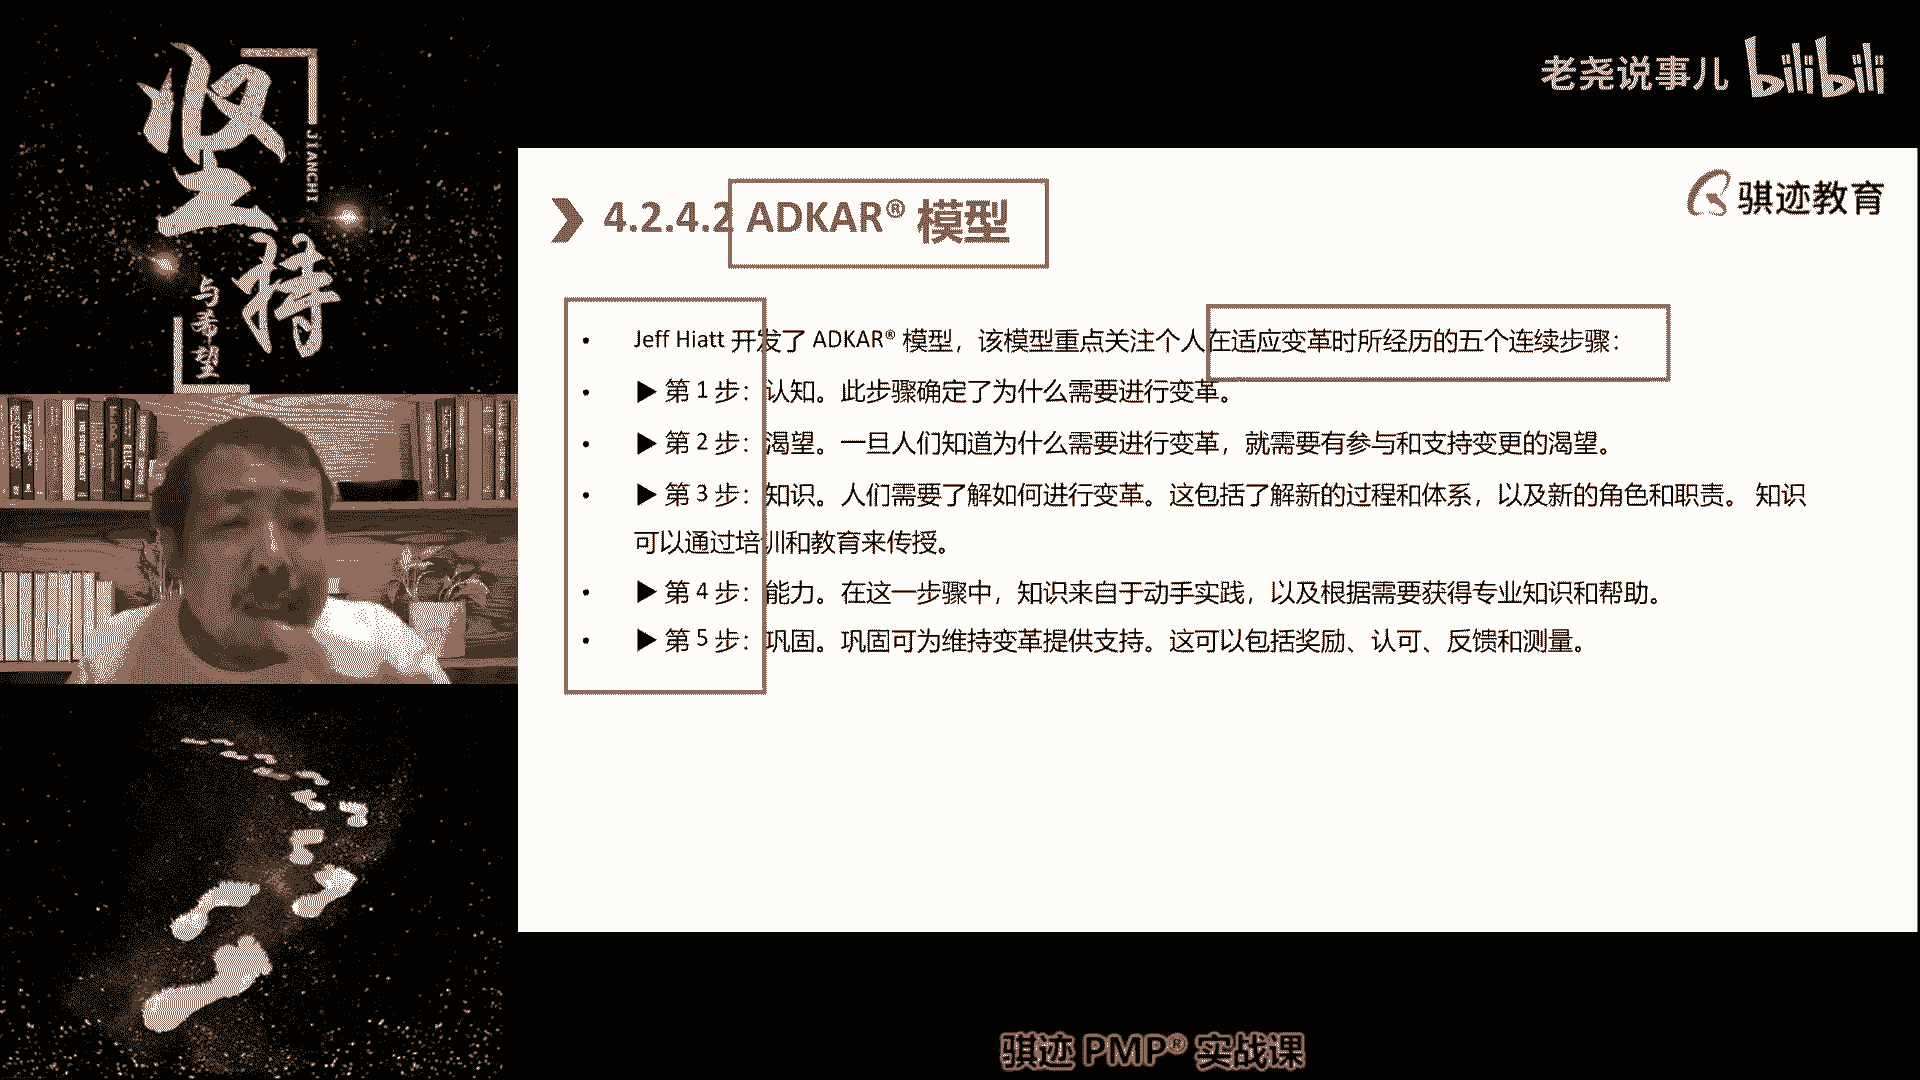 坚持
JIANCHI
与希望
老尧说事儿 bilibili
骐迹教育
4.2.4.2 ADKAR® 模型
• Jeff Hiatt 开发了 ADKAR® 模型，该模型重点关注个人在适应变革时所经历的五个连续步骤：
• ▶ 第 1 步：认知。此步骤确定了为什么需要进行变革。
• ▶ 第 2 步：渴望。一旦人们知道为什么需要进行变革，就需要有参与和支持变更的渴望。
• ▶ 第 3 步：知识。人们需要了解如何进行变革。这包括了解新的过程和体系，以及新的角色和职责。 知识
可以通过培训和教育来传授。
• ▶ 第 4 步：能力。在这一步骤中，知识来自于动手实践，以及根据需要获得专业知识和帮助。
• ▶ 第 5 步：巩固。巩固可为维持变革提供支持。这可以包括奖励、认可、反馈和测量。
骐迹 PMP® 实战课